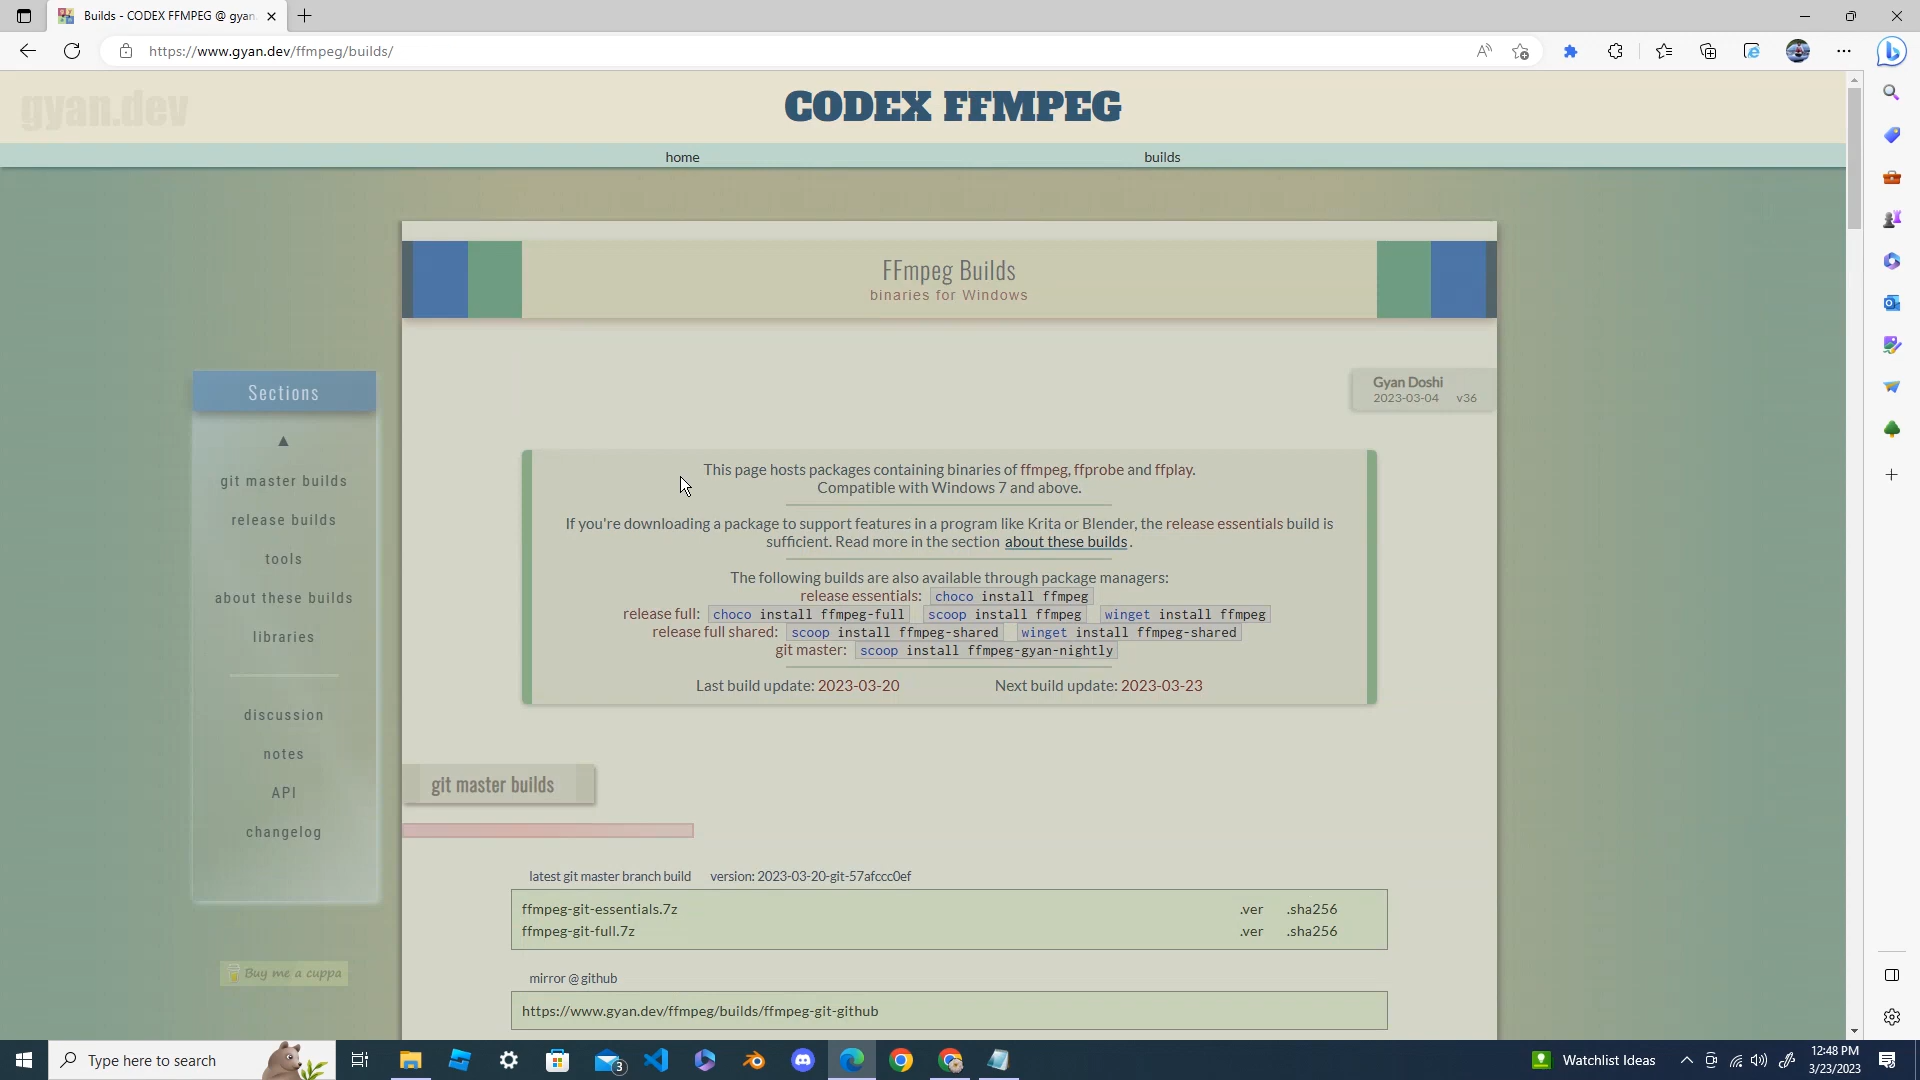 Builds - CODEX FFMPEG @ gyan.
https://www.gyan.dev/ffmpeg/builds/
gyan.dev
CODEX FFMPEG
home
builds
FFmpeg Builds
binaries for Windows
Gyan Doshi
2023-03-04 v36
Sections
▲
git master builds
release builds
tools
about these builds
libraries
discussion
notes
API
changelog
Buy me a cuppa
This page hosts packages containing binaries of ffmpeg, ffprobe and ffplay.
Compatible with Windows 7 and above.
If you're downloading a package to support features in a program like Krita or Blender, the release essentials build is
sufficient. Read more in the section about these builds.
The following builds are also available through package managers:
release essentials: choco install ffmpeg
release full: choco install ffmpeg-full scoop install ffmpeg winget install ffmpeg
release full shared: scoop install ffmpeg-shared winget install ffmpeg-shared
git master: scoop install ffmpeg-gyan-nightly
Last build update: 2023-03-20 Next build update: 2023-03-23
git master builds
latest git master branch build version: 2023-03-20-git-57afccc0ef
ffmpeg-git-essentials.7z .ver .sha256
ffmpeg-git-full.7z .ver .sha256
mirror @ github
https://www.gyan.dev/ffmpeg/builds/ffmpeg-git-github
Type here to search
3
Watchlist Ideas
12:48 PM
3/23/2023